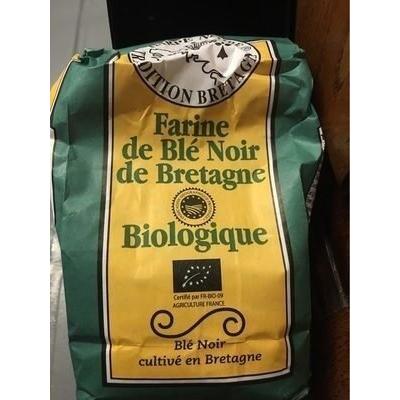 TRADITION BRETAGNE
Farine
de Blé Noir
de Bretagne
Biologique
Certifié par FR-BIO-09
AGRICULTURE FRANCE
Blé Noir
cultivé en Bretagne